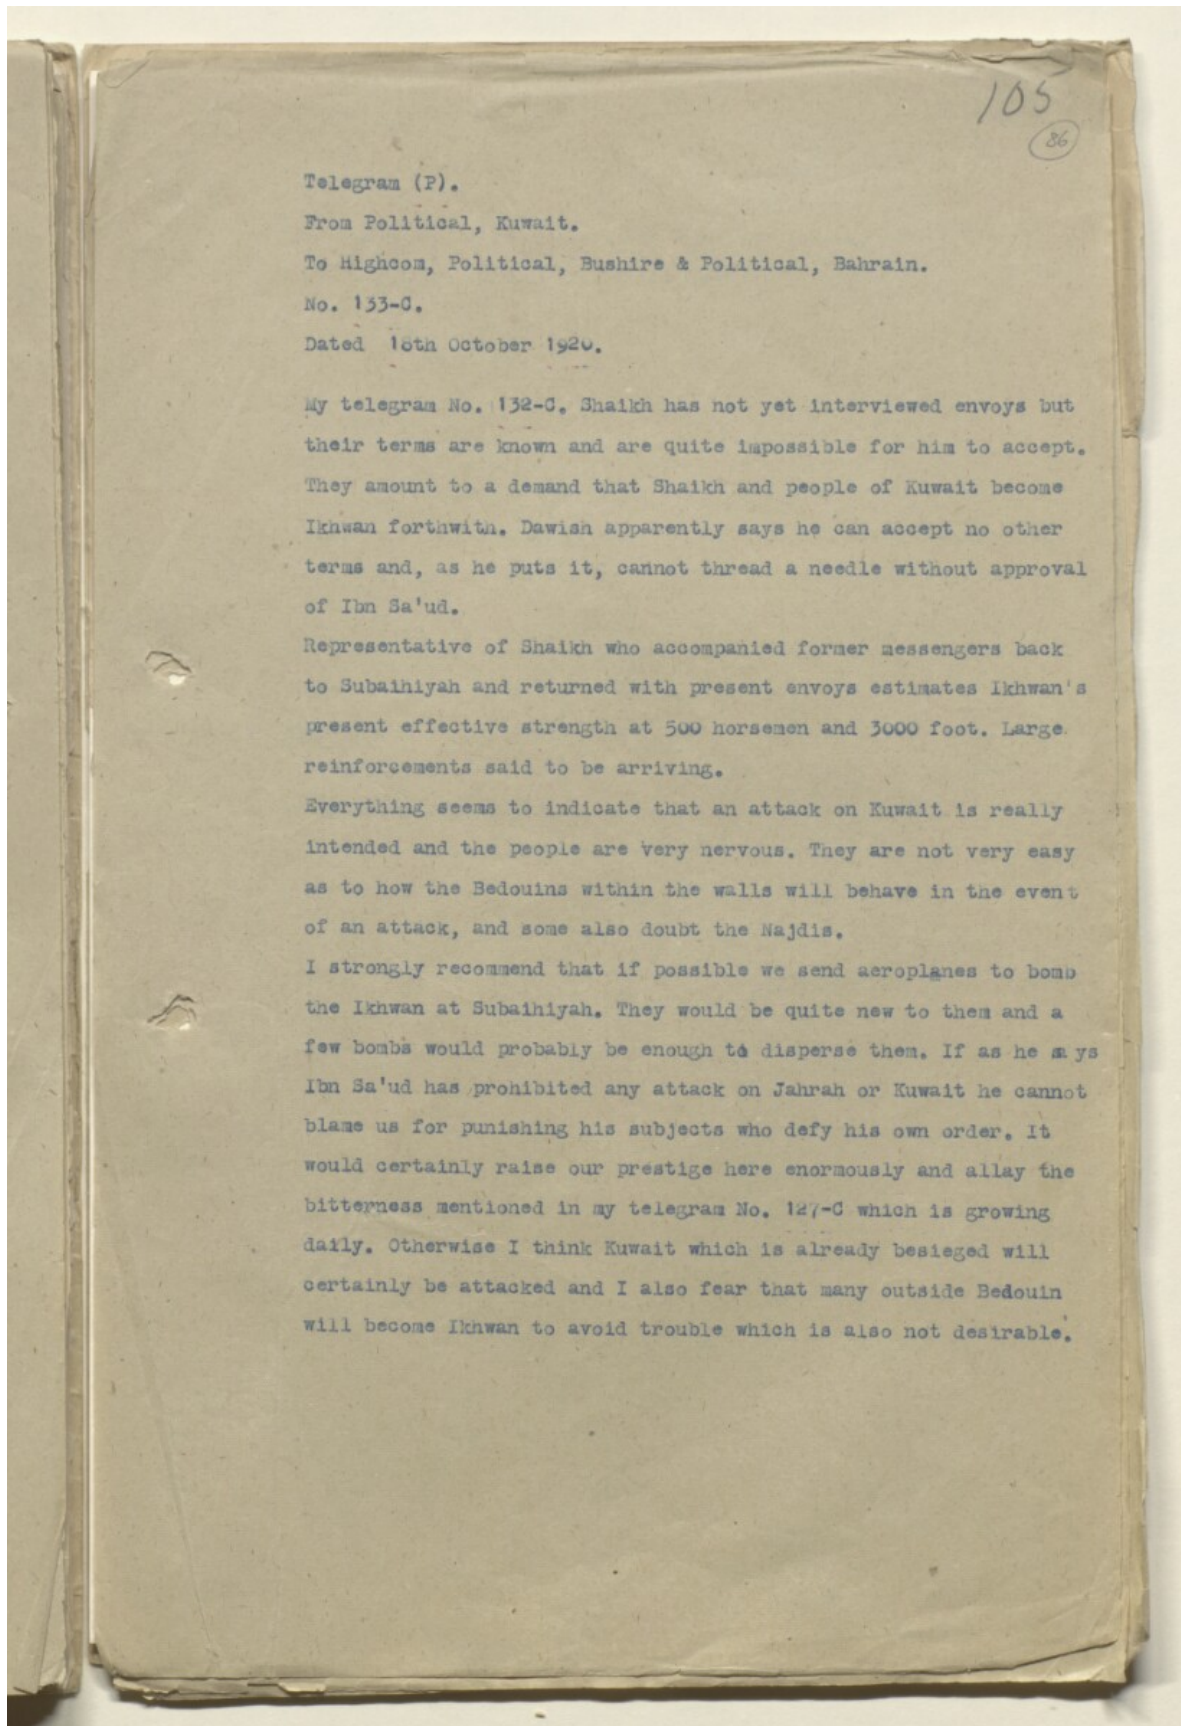 105
86
Telegram (P).
From Political, Kuwait.
To Highcom, Political, Bushire & Political, Bahrain.
No. 133-C.
Dated 18th October 1920.
My telegram No. 132-C. Shaikh has not yet interviewed envoys but
their terms are known and are quite impossible for him to accept.
They amount to a demand that Shaikh and people of Kuwait become
Ikhwan forthwith. Dawish apparently says he can accept no other
terms and, as he puts it, cannot thread a needle without approval
of Ibn Sa'ud.
Representative of Shaikh who accompanied former messengers back
to Subaihiyah and returned with present envoys estimates Ikhwan's
present effective strength at 500 horsemen and 3000 foot. Large
reinforcements said to be arriving.
Everything seems to indicate that an attack on Kuwait is really
intended and the people are very nervous. They are not very easy
as to how the Bedouins within the walls will behave in the event
of an attack, and some also doubt the Najdis.
I strongly recommend that if possible we send aeroplanes to bomb
the Ikhwan at Subaihiyah. They would be quite new to them and a
few bombs would probably be enough to disperse them. If as he says
Ibn Sa'ud has prohibited any attack on Jahrah or Kuwait he cannot
blame us for punishing his subjects who defy his own order. It
would certainly raise our prestige here enormously and allay the
bitterness mentioned in my telegram No. 127-C which is growing
daily. Otherwise I think Kuwait which is already besieged will
certainly be attacked and I also fear that many outside Bedouin
will become Ikhwan to avoid trouble which is also not desirable.